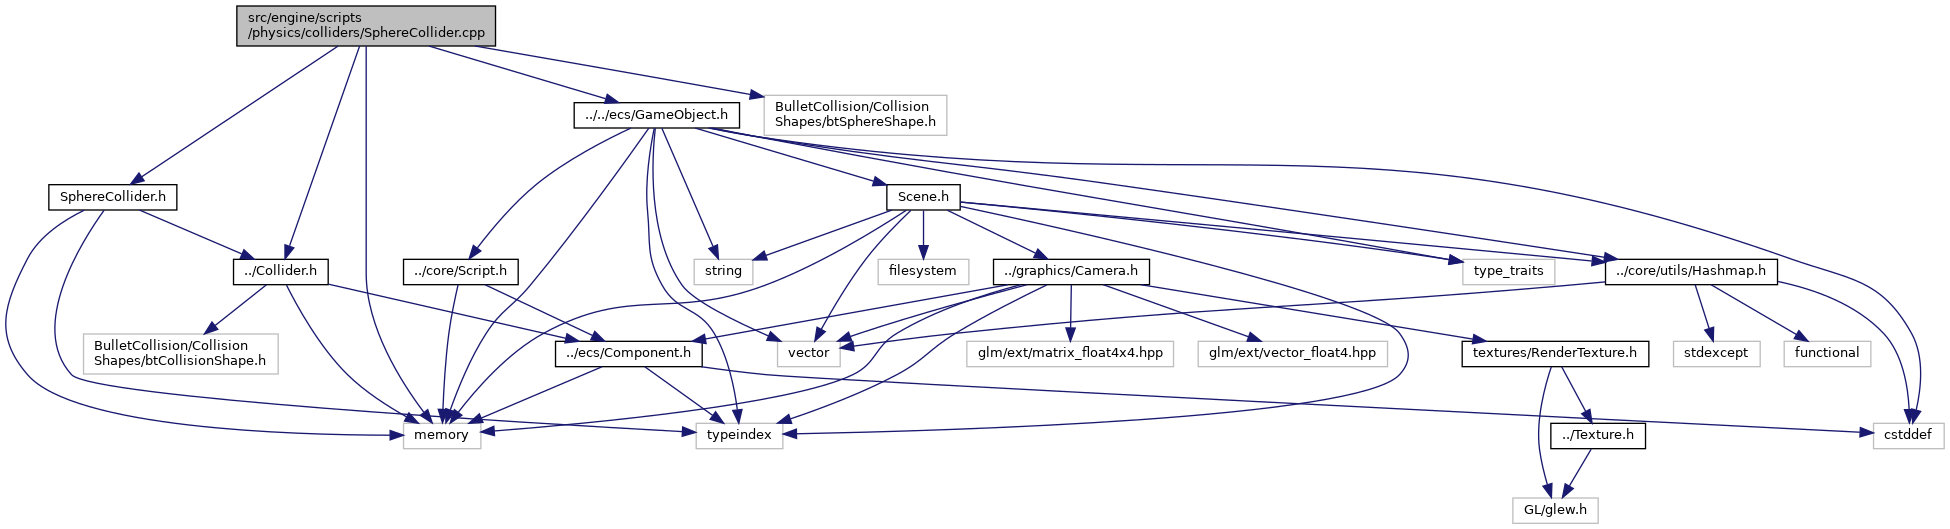 src/engine/scripts
/physics/colliders/SphereCollider.cpp
../../ecs/GameObject.h
BulletCollision/Collision
Shapes/btSphereShape.h
SphereCollider.h
Scene.h
../Collider.h
../core/Script.h
string
filesystem
../graphics/Camera.h
type_traits
../core/utils/Hashmap.h
BulletCollision/Collision
Shapes/btCollisionShape.h
../ecs/Component.h
vector
glm/ext/matrix_float4x4.hpp
glm/ext/vector_float4.hpp
textures/RenderTexture.h
stdexcept
functional
memory
typeindex
../Texture.h
cstddef
GL/glew.h